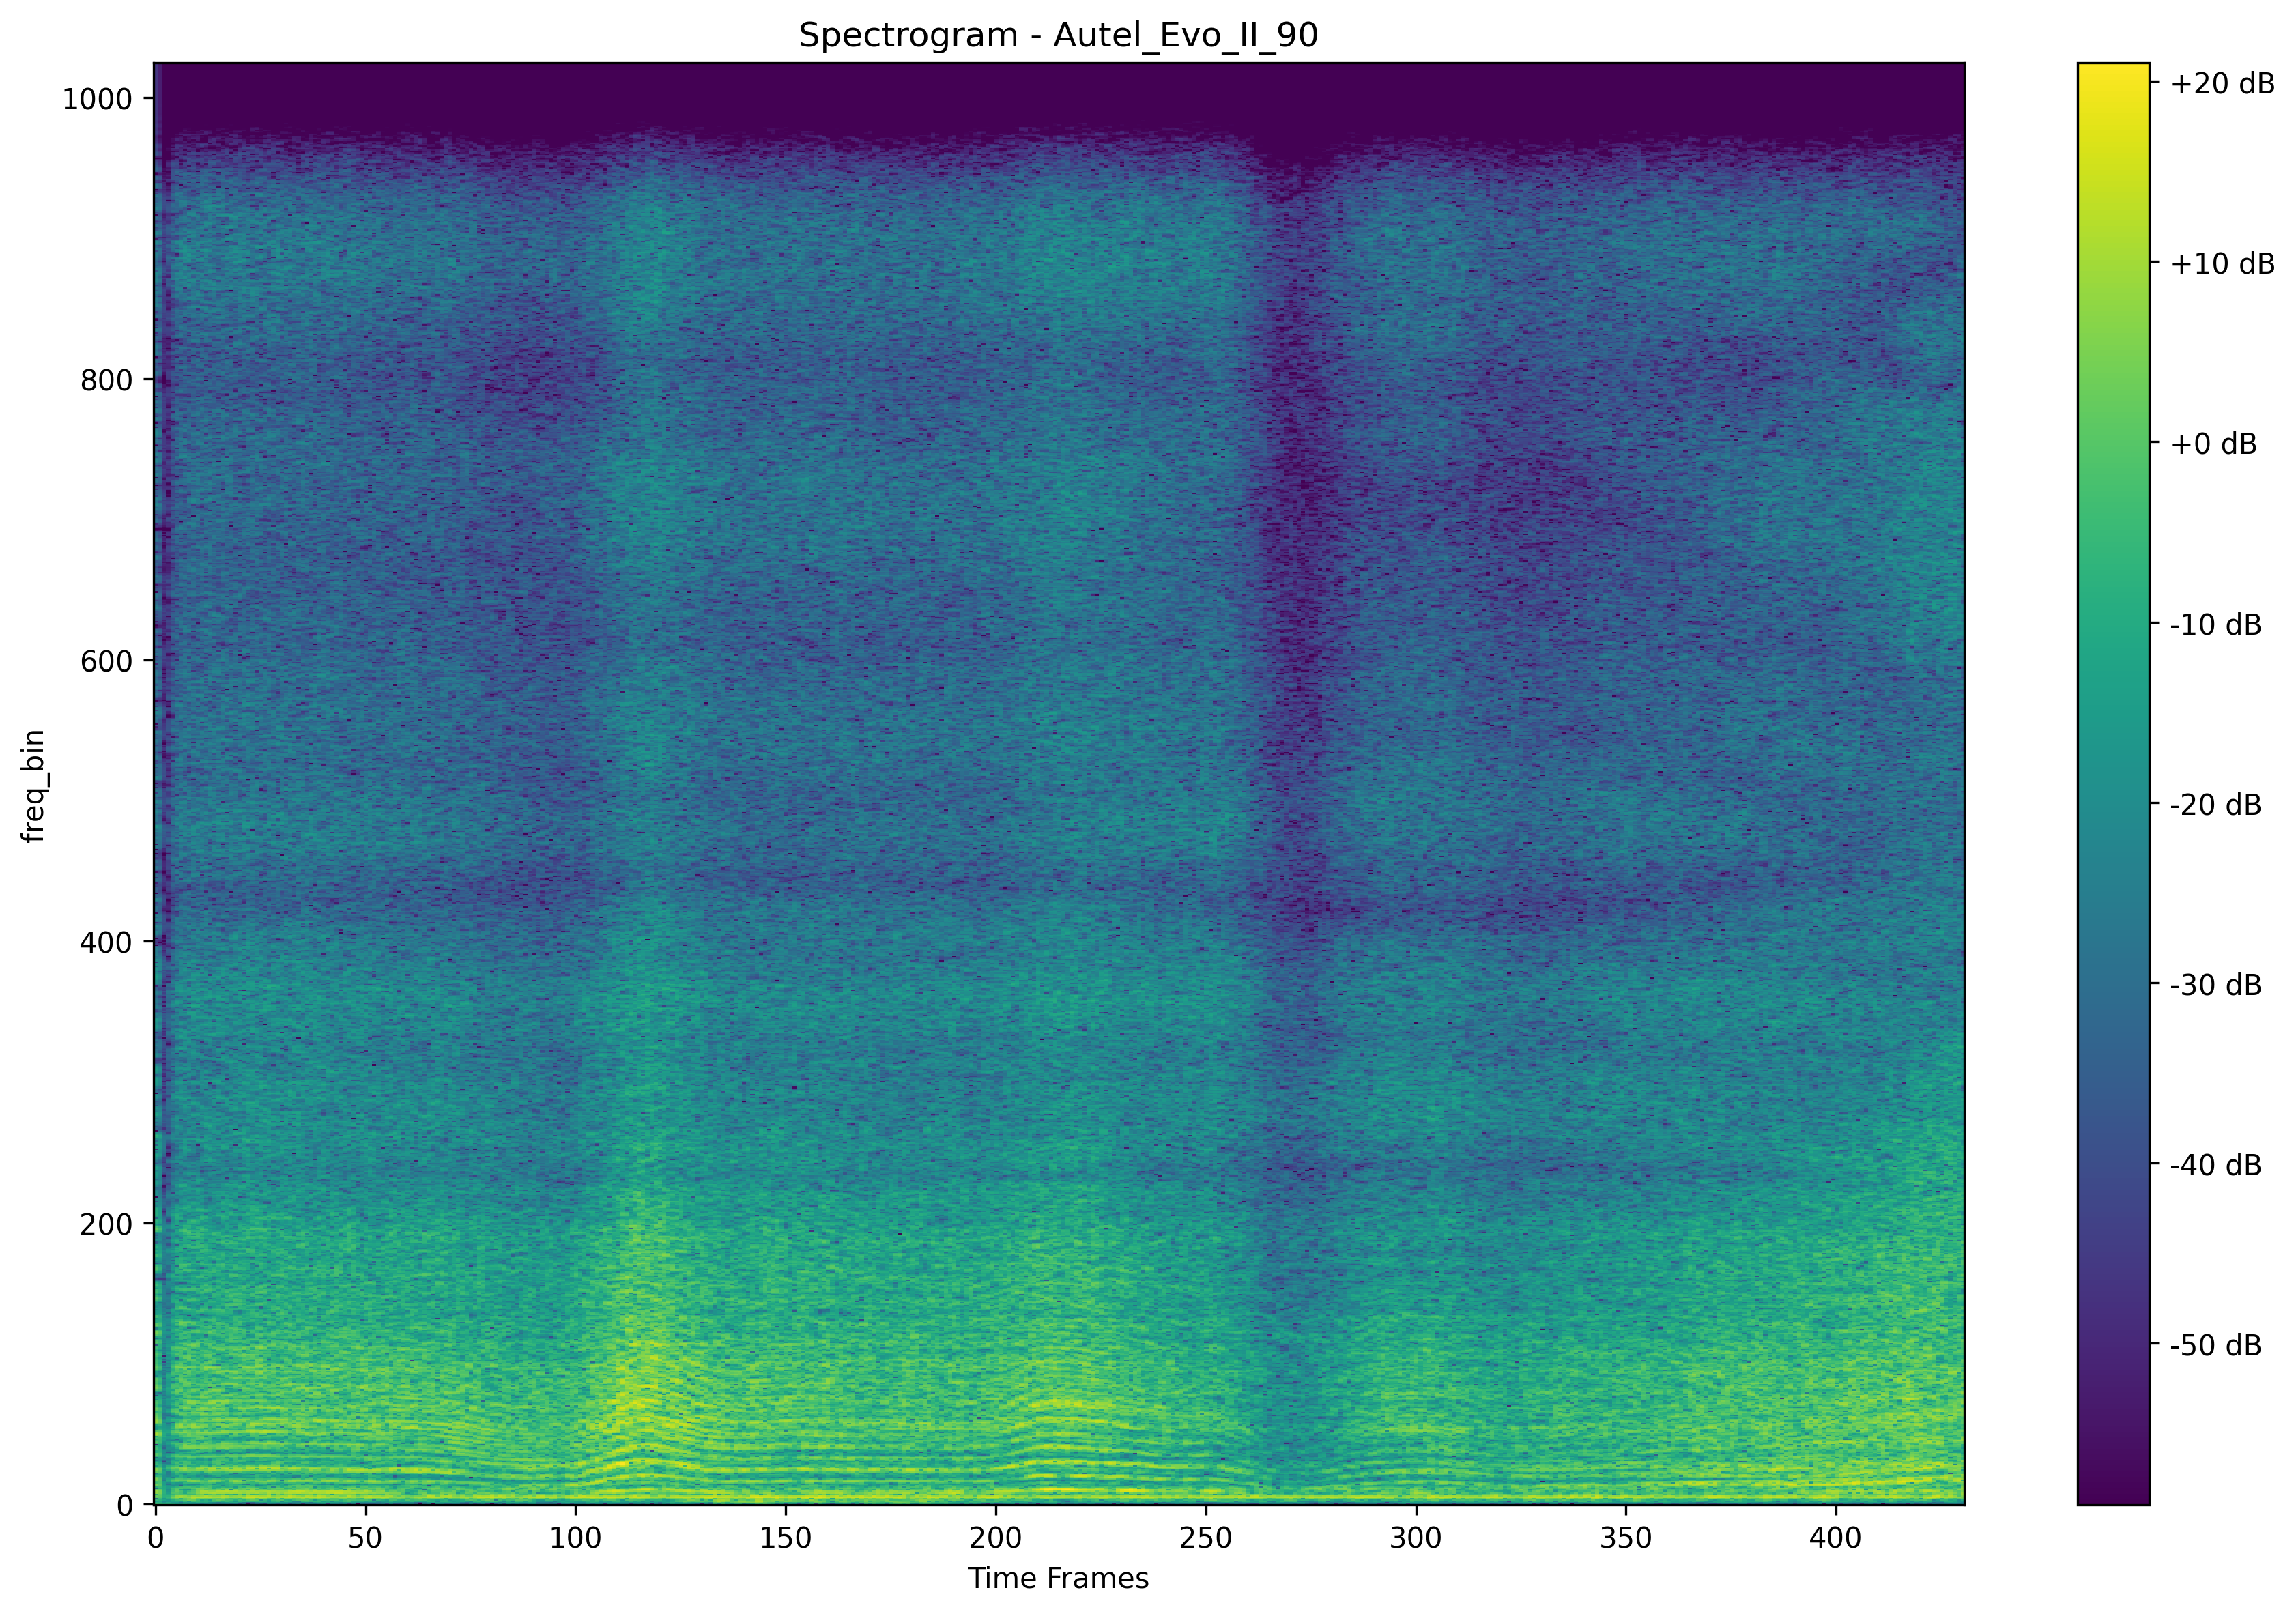 Spectrogram - Autel_Evo_II_90
1000
800
600
400
200
0
freq_bin
0 50 100 150 200 250 300 350 400
Time Frames
+20 dB
+10 dB
+0 dB
-10 dB
-20 dB
-30 dB
-40 dB
-50 dB